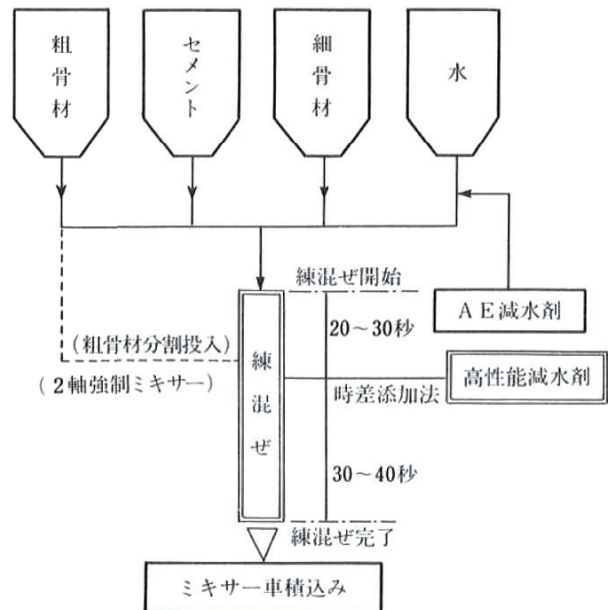 粗骨材
セメント
細骨材
水
練混ぜ開始
AE減水剤
20～30秒
(粗骨材分割投入)
(2軸強制ミキサー)
練混ぜ
高性能減水剤
時差添加法
30～40秒
練混ぜ完了
ミキサー車積込み